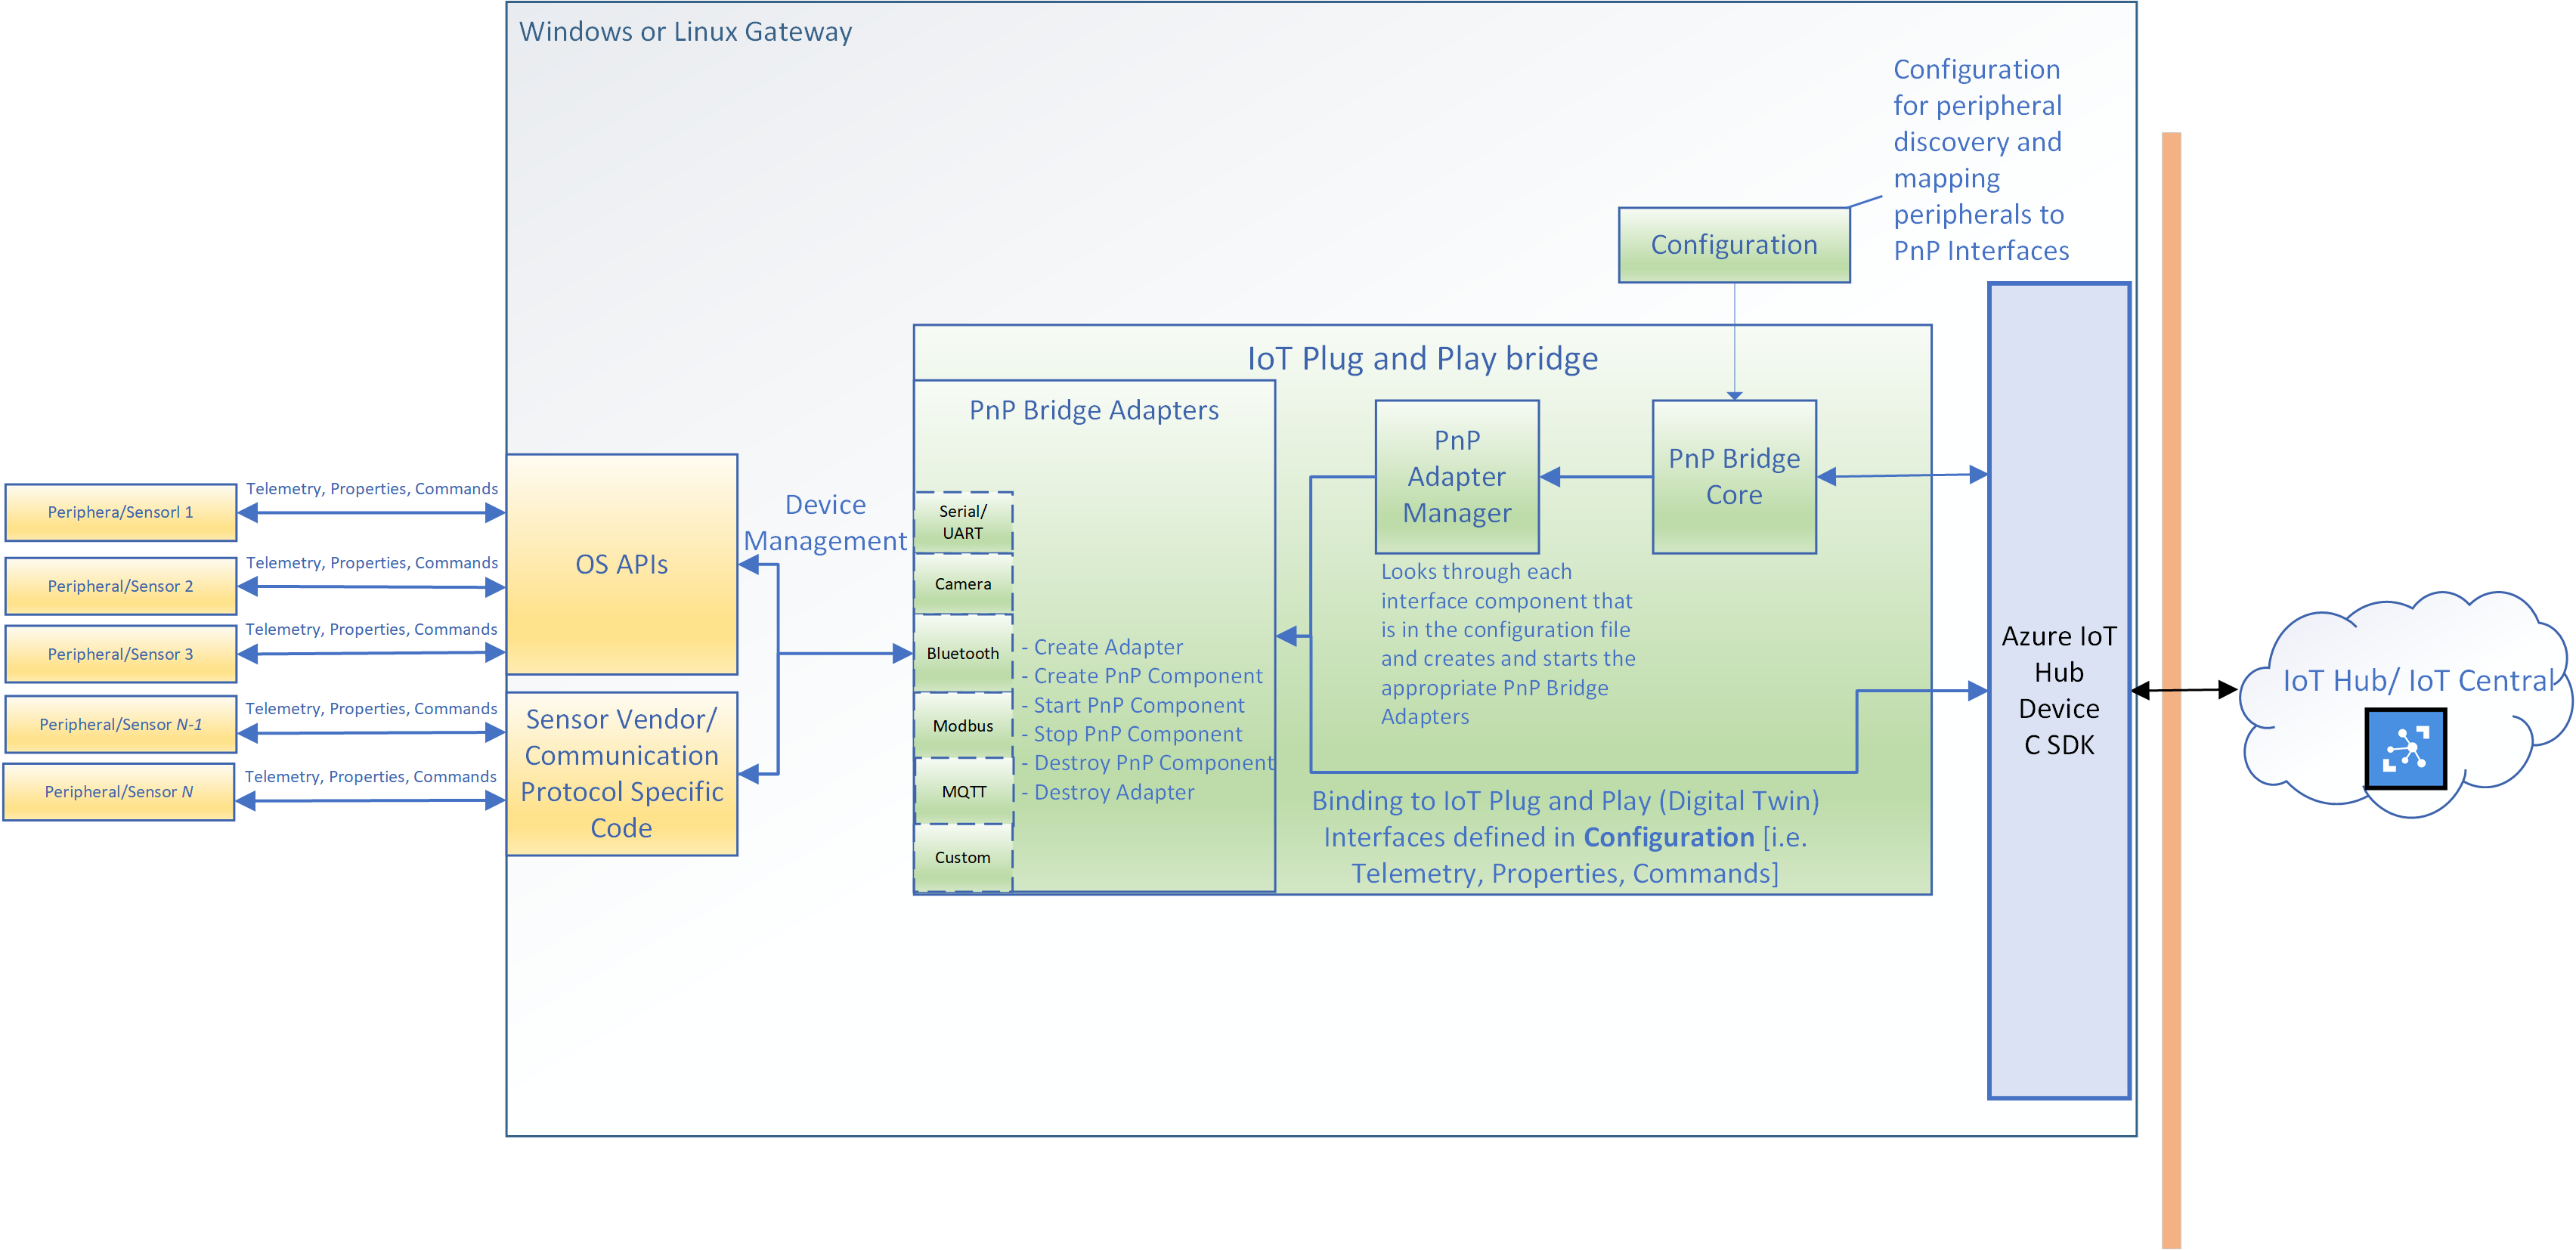 Windows or Linux Gateway
Configuration
for peripheral
discovery and
mapping
peripherals to
PnP Interfaces
Configuration
IoT Plug and Play bridge
PnP Bridge Adapters
PnP
Adapter
Manager
PnP Bridge
Core
Periphera/Sensorl 1
Telemetry, Properties, Commands
Peripheral/Sensor 2
Telemetry, Properties, Commands
Peripheral/Sensor 3
Telemetry, Properties, Commands
Peripheral/Sensor N-1
Telemetry, Properties, Commands
Peripheral/Sensor N
Telemetry, Properties, Commands
OS APIs
Sensor Vendor/
Communication
Protocol Specific
Code
Device
Management
Serial/
UART
Camera
Bluetooth
Modbus
MQTT
Custom
- Create Adapter
- Create PnP Component
- Start PnP Component
- Stop PnP Component
- Destroy PnP Component
- Destroy Adapter
Looks through each
interface component that
is in the configuration file
and creates and starts the
appropriate PnP Bridge
Adapters
Binding to IoT Plug and Play (Digital Twin)
Interfaces defined in Configuration [i.e.
Telemetry, Properties, Commands]
Azure IoT
Hub
Device
C SDK
IoT Hub/ IoT Central